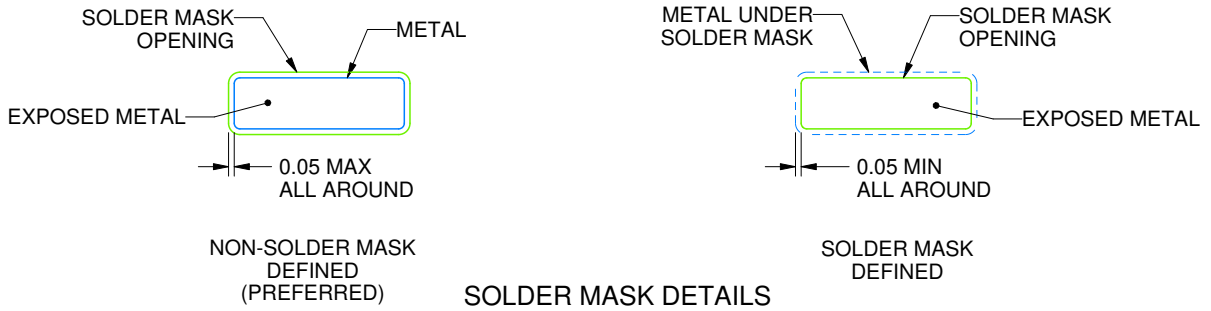 SOLDER MASK
OPENING
METAL
EXPOSED METAL
0.05 MAX
ALL AROUND
NON-SOLDER MASK
DEFINED
(PREFERRED)
METAL UNDER
SOLDER MASK
SOLDER MASK
OPENING
EXPOSED METAL
0.05 MIN
ALL AROUND
SOLDER MASK
DEFINED
SOLDER MASK DETAILS